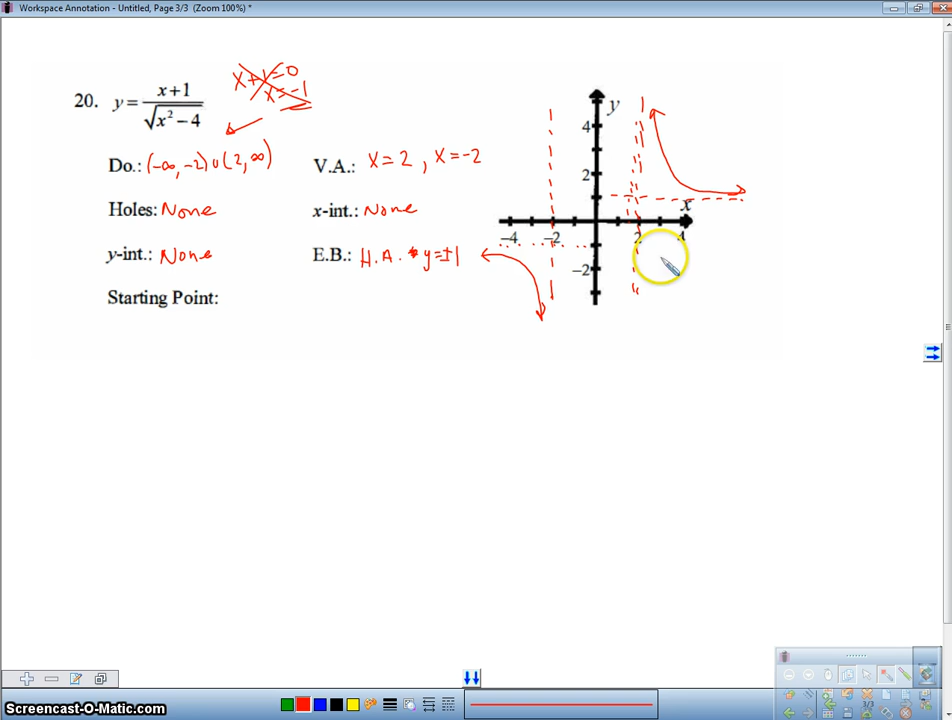 Workspace Annotation - Untitled, Page 3/3 (Zoom 100%) *
x+1=0
x=-1
20. y = (x+1)/√(x² − 4)
Do.: (-∞, -2) ∪ (2, ∞)
V.A.: x = 2 , x = -2
Holes: None
x-int.: None
y-int.: None
E.B.: H.A. y = ±1
Starting Point:
y
4
2
x
−4 −2 2 4
−2
Screencast-O-Matic.com